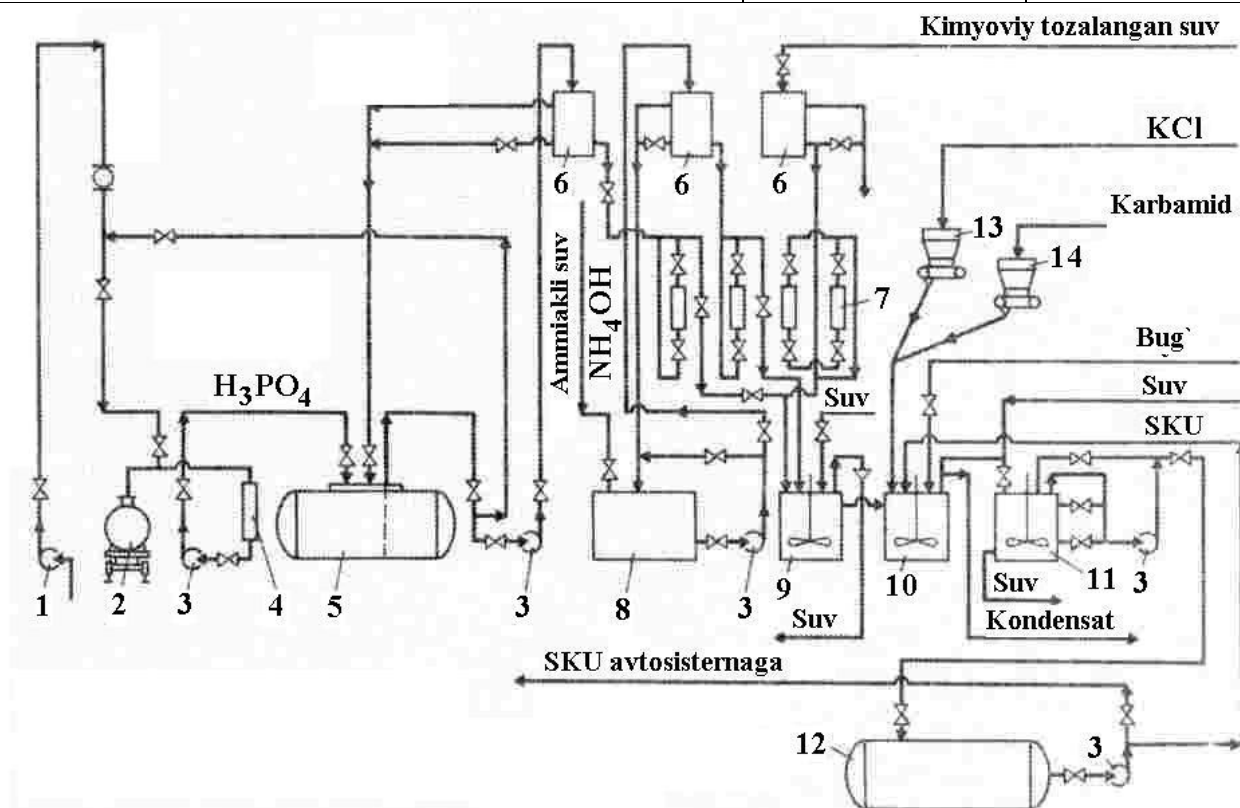 Kimyoviy tozalangan suv
KCl
6
6
6
Karbamid
13
14
Ammiakli suv
NH4OH
7
Bug`
H3PO4
Suv
Suv
SKU
1
2
3
4
5
3
8
3
9
10
11
3
Suv
Suv
Kondensat
SKU avtosisternaga
12
3